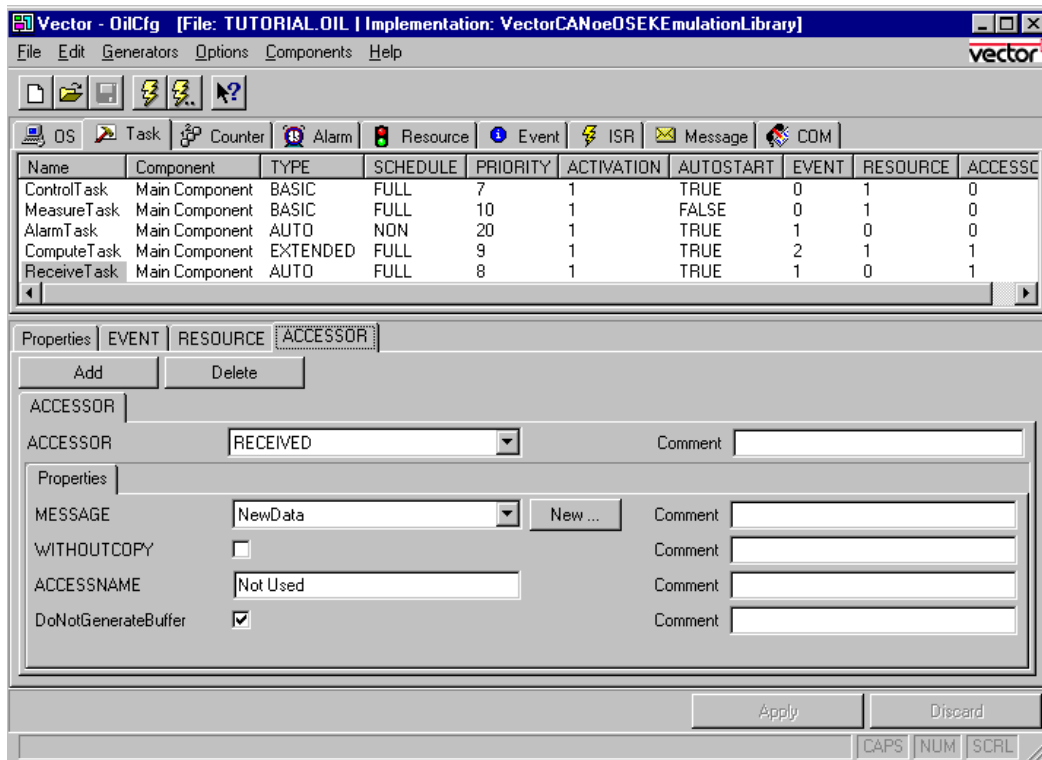 Vector - OilCfg [File: TUTORIAL.OIL | Implementation: VectorCANoeOSEKEmulationLibrary]
File Edit Generators Options Components Help vector
OS Task Counter Alarm Resource Event ISR Message COM
Name Component TYPE SCHEDULE PRIORITY ACTIVATION AUTOSTART EVENT RESOURCE ACCESSO
ControlTask Main Component BASIC FULL 7 1 TRUE 0 1 0
MeasureTask Main Component BASIC FULL 10 1 FALSE 0 1 0
AlarmTask Main Component AUTO NON 20 1 TRUE 1 0 0
ComputeTask Main Component EXTENDED FULL 9 1 TRUE 2 1 1
ReceiveTask Main Component AUTO FULL 8 1 TRUE 1 0 1
Properties EVENT RESOURCE ACCESSOR
Add Delete
ACCESSOR
ACCESSOR RECEIVED Comment
Properties
MESSAGE NewData New ... Comment
WITHOUTCOPY Comment
ACCESSNAME Not Used Comment
DoNotGenerateBuffer Comment
Apply Discard
CAPS NUM SCRL